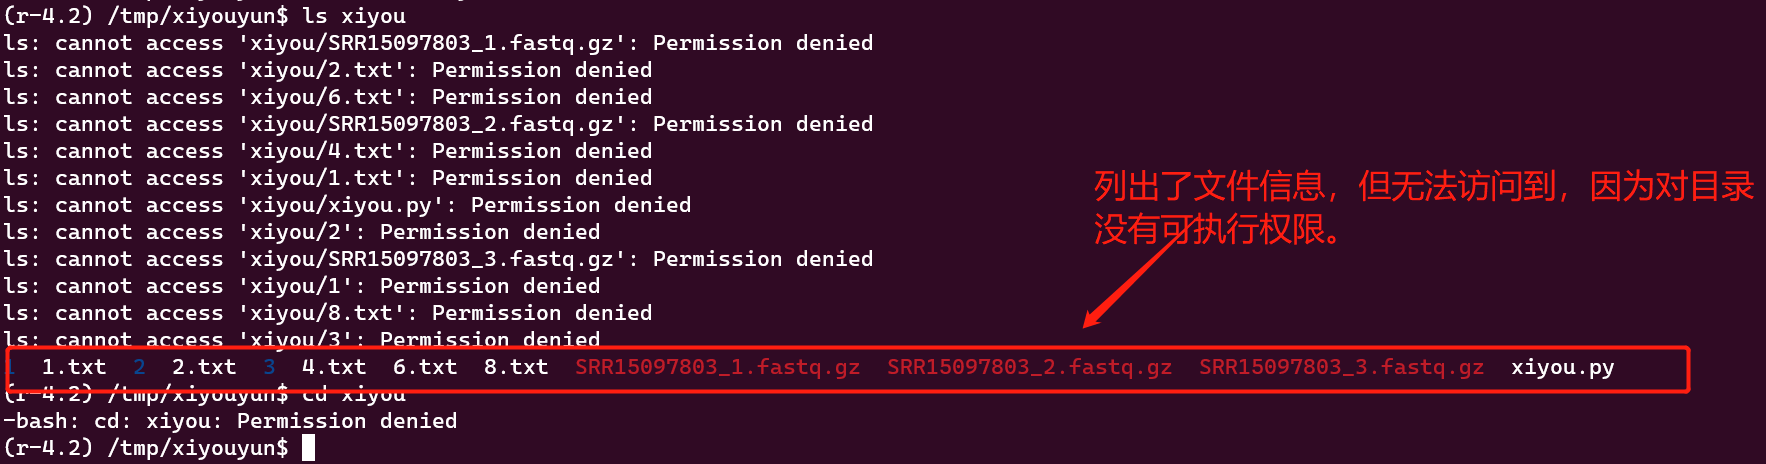 (r-4.2) /tmp/xiyouyun$ ls xiyou
ls: cannot access 'xiyou/SRR15097803_1.fastq.gz': Permission denied
ls: cannot access 'xiyou/2.txt': Permission denied
ls: cannot access 'xiyou/6.txt': Permission denied
ls: cannot access 'xiyou/SRR15097803_2.fastq.gz': Permission denied
ls: cannot access 'xiyou/4.txt': Permission denied
ls: cannot access 'xiyou/1.txt': Permission denied
ls: cannot access 'xiyou/xiyou.py': Permission denied
ls: cannot access 'xiyou/2': Permission denied
ls: cannot access 'xiyou/SRR15097803_3.fastq.gz': Permission denied
ls: cannot access 'xiyou/1': Permission denied
ls: cannot access 'xiyou/8.txt': Permission denied
ls: cannot access 'xiyou/3': Permission denied
1  1.txt  2  2.txt  3  4.txt  6.txt  8.txt  SRR15097803_1.fastq.gz  SRR15097803_2.fastq.gz  SRR15097803_3.fastq.gz  xiyou.py
(r-4.2) /tmp/xiyouyun$ cd xiyou
-bash: cd: xiyou: Permission denied
(r-4.2) /tmp/xiyouyun$
列出了文件信息，但无法访问到，因为对目录
没有可执行权限。